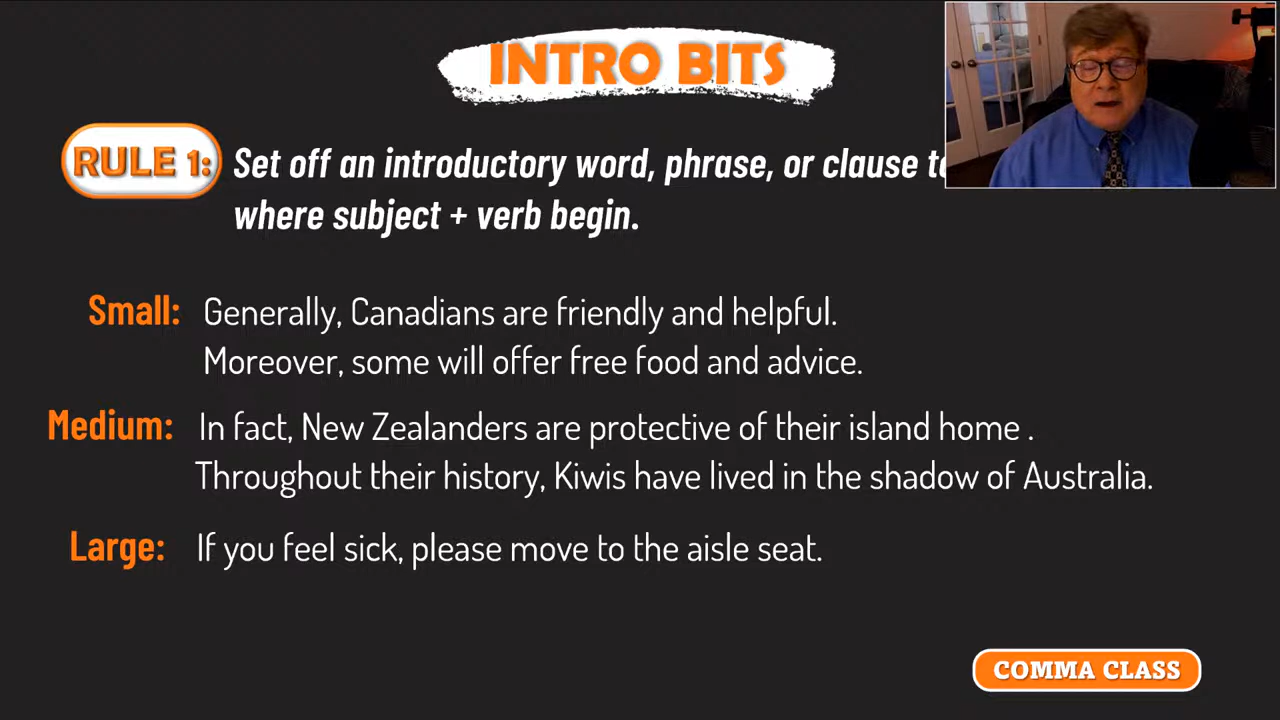 INTRO BITS
RULE 1: Set off an introductory word, phrase, or clause
where subject + verb begin.
Small: Generally, Canadians are friendly and helpful.
Moreover, some will offer free food and advice.
Medium: In fact, New Zealanders are protective of their island home .
Throughout their history, Kiwis have lived in the shadow of Australia.
Large: If you feel sick, please move to the aisle seat.
COMMA CLASS